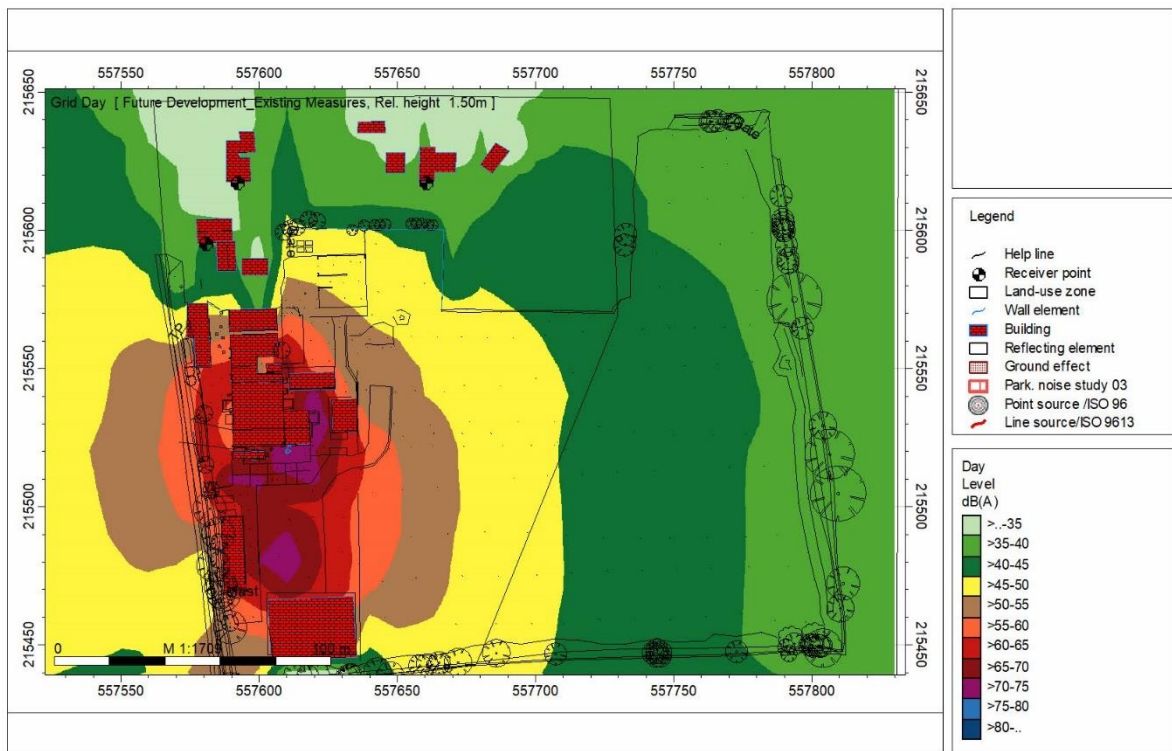 557550 557600 557650 557700 557750 557800
215650 215650
Grid Day [ Future Development_Existing Measures, Rel. height 1.50m ]
215600 215600
215550 215550
215500 215500
215450 215450
0 M 1:1709 100 m
557550 557600 557650 557700 557750 557800
Legend
Help line
Receiver point
Land-use zone
Wall element
Building
Reflecting element
Ground effect
Park. noise study 03
Point source /ISO 96
Line source/ISO 9613
Day
Level
dB(A)
>..-35
>35-40
>40-45
>45-50
>50-55
>55-60
>60-65
>65-70
>70-75
>75-80
>80-..